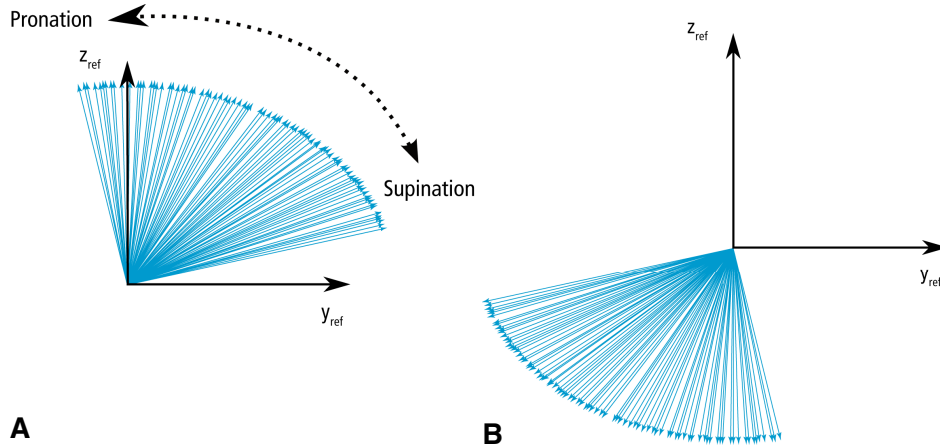 Pronation
z_ref
Supination
y_ref
A
z_ref
y_ref
B